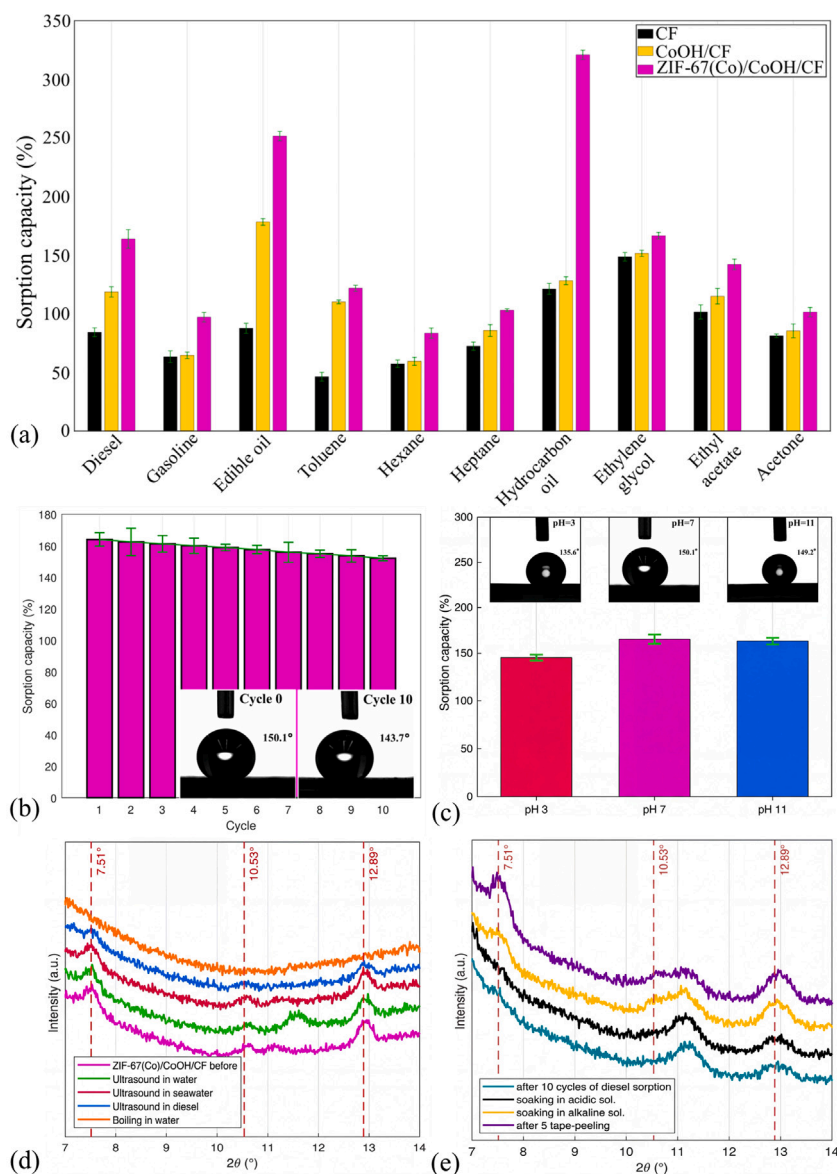 350
300
250
200
150
100
50
0
Sorption capacity (%)
CF
CoOH/CF
ZIF-67(Co)/CoOH/CF
(a)
Diesel
Gasoline
Edible oil
Toluene
Hexane
Heptane
Hydrocarbon
oil
Ethylene
glycol
Ethyl
acetate
Acetone
180
160
140
120
100
80
60
40
20
0
Sorption capacity (%)
Cycle 0
150.1°
Cycle 10
143.7°
1 2 3 4 5 6 7 8 9 10
Cycle
(b)
300
250
200
150
100
50
0
Sorption capacity (%)
pH=3
135.6°
pH=7
150.1°
pH=11
149.2°
pH 3 pH 7 pH 11
(c)
7.51°
10.53°
12.89°
Intensity (a.u.)
ZIF-67(Co)/CoOH/CF before
Ultrasound in water
Ultrasound in seawater
Ultrasound in diesel
Boiling in water
7 8 9 10 11 12 13 14
2θ (°)
(d)
7.51°
10.53°
12.89°
Intensity (a.u.)
after 10 cycles of diesel sorption
soaking in acidic sol.
soaking in alkaline sol.
after 5 tape-peeling
7 8 9 10 11 12 13 14
2θ (°)
(e)